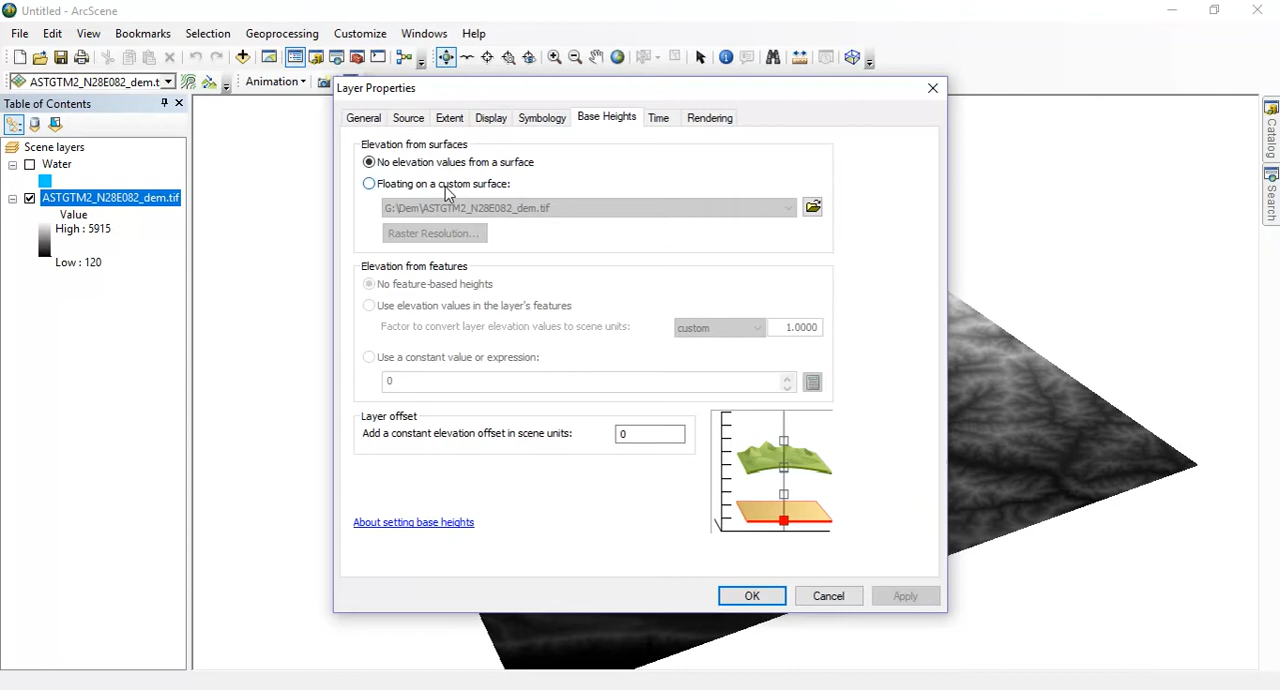 Untitled - ArcScene
File Edit View Bookmarks Selection Geoprocessing Customize Windows Help
ASTGTM2_N28E082_dem.t Animation
Table of Contents
Scene layers
Water
ASTGTM2_N28E082_dem.tif
Value
High : 5915
Low : 120
Layer Properties
General Source Extent Display Symbology Base Heights Time Rendering
Elevation from surfaces
No elevation values from a surface
Floating on a custom surface:
G:\Dem\ASTGTM2_N28E082_dem.tif
Raster Resolution...
Elevation from features
No feature-based heights
Use elevation values in the layer's features
Factor to convert layer elevation values to scene units: custom 1.0000
Use a constant value or expression:
0
Layer offset
Add a constant elevation offset in scene units: 0
About setting base heights
OK Cancel Apply
Catalog
Search